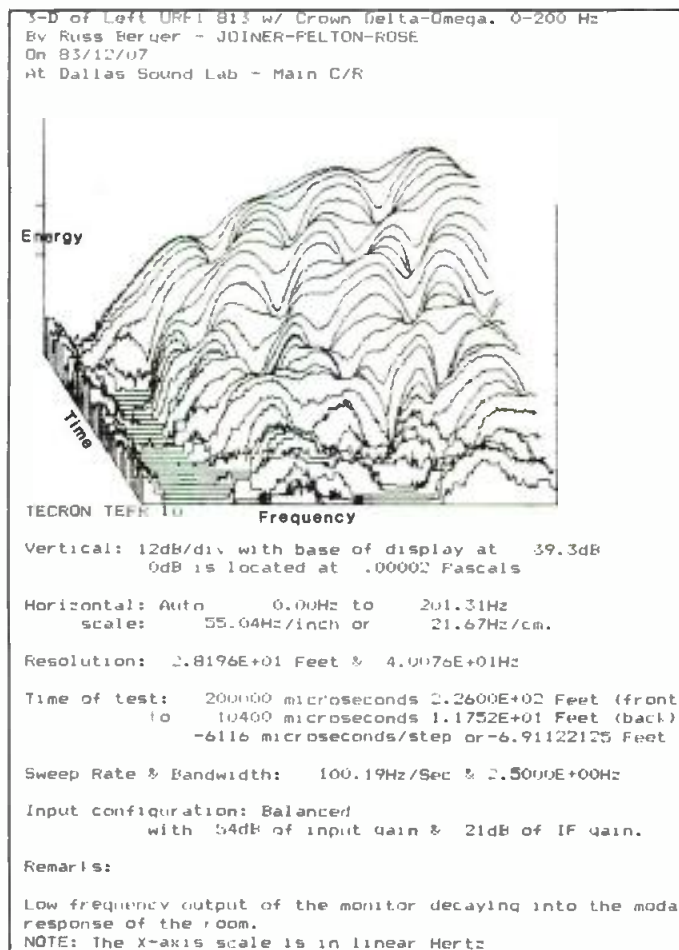 3-D of Left UREI 813 w/ Crown Delta-Omega. 0-200 Hz
By Russ Berger - JOINER-PELTON-ROSE
On 83/12/07
At Dallas Sound Lab - Main C/R
Energy
Time
TECRON TEF
Frequency
Vertical: 12dB/div with base of display at 39.3dB
0dB is located at .00002 Pascals
Horizontal: Auto 0.00Hz to 201.31Hz
scale: 55.04Hz/inch or 21.67Hz/cm.
Resolution: 2.8196E+01 Feet & 4.0076E+01Hz
Time of test: 200000 microseconds 2.2600E+02 Feet (front
to 10400 microseconds 1.1752E+01 Feet (back)
-6116 microseconds/step or-6.91122125 Feet
Sweep Rate & Bandwidth: 100.19Hz/Sec & 2.5000E+00Hz
Input configuration: Balanced
with 54dB of input gain & 21dB of IF gain.
Remarks:
Low frequency output of the monitor decaying into the moda
response of the room.
NOTE: The X-axis scale is in linear Hertz